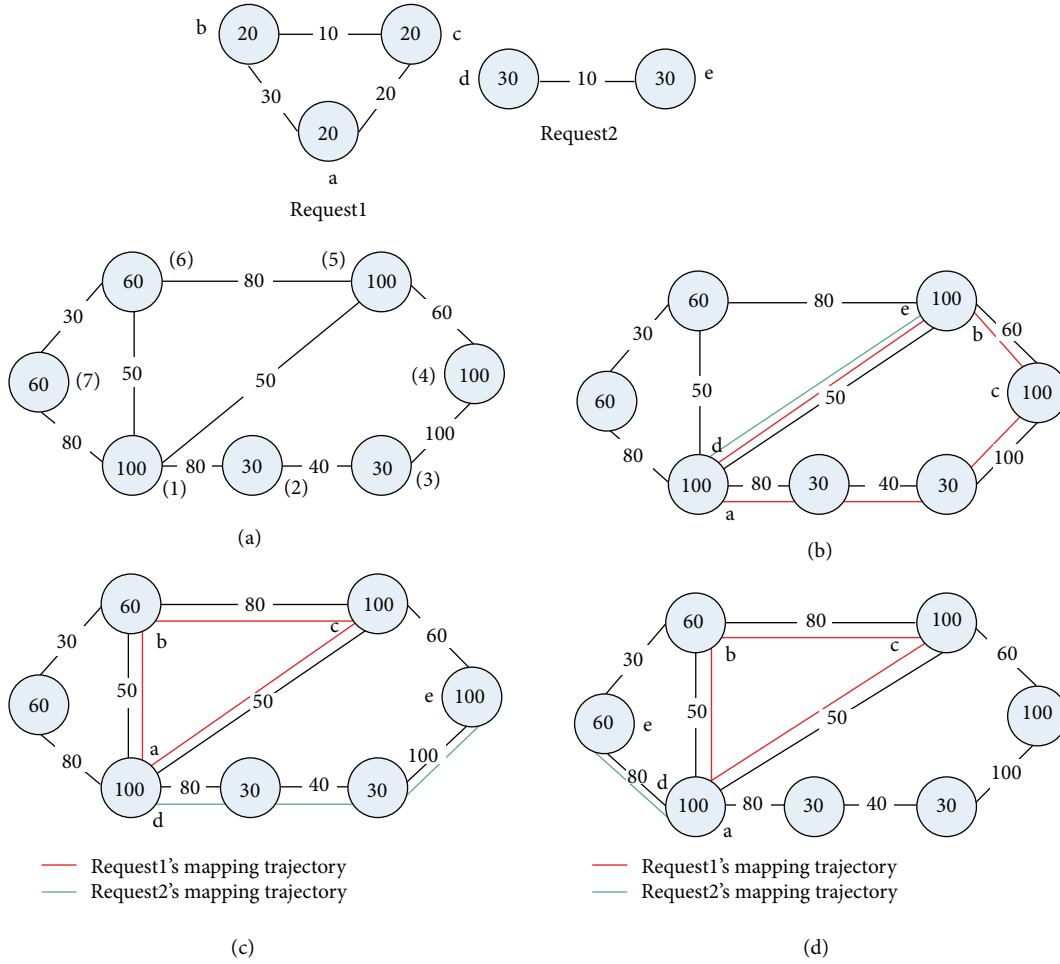 b 20 10 20 c
30 20
20
a
Request1
d 30 10 30 e
Request2
(6) (5)
60 80 100
30 60
50 50
60 (7) (4) 100
80 100
100 80 30 40 30
(1) (2) (3)
(a)
60 80 100
e
b
30 60
50 50
60 c 100
80 d 100
100 80 30 40 30
a
(b)
60 80 100
b c
30 60
50 50
60 e 100
80 a 100
100 80 30 40 30
d
Request1's mapping trajectory
Request2's mapping trajectory
(c)
60 80 100
b c
30 60
50 50
60 e 100
80 d 100
100 80 30 40 30
a
Request1's mapping trajectory
Request2's mapping trajectory
(d)